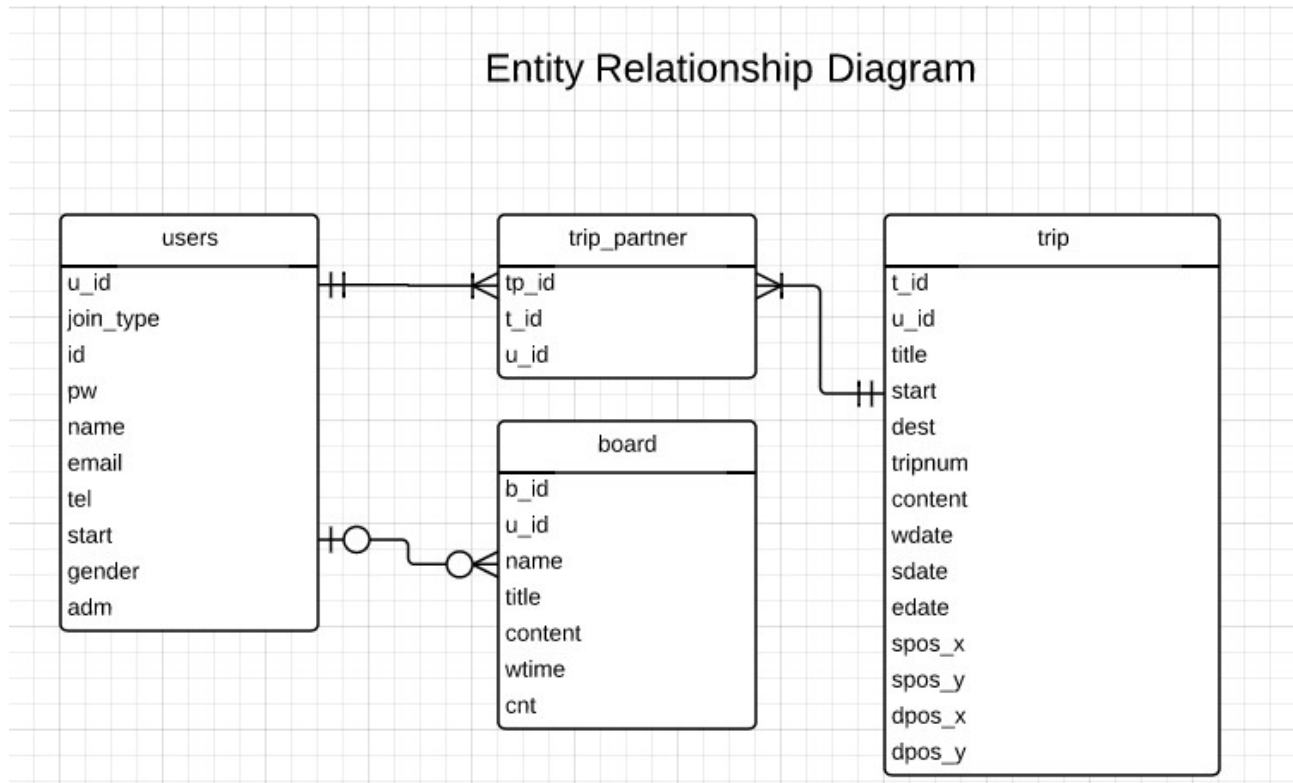 Entity Relationship Diagram
users
u_id
join_type
id
pw
name
email
tel
start
gender
adm
trip_partner
tp_id
t_id
u_id
board
b_id
u_id
name
title
content
wtime
cnt
trip
t_id
u_id
title
start
dest
tripnum
content
wdate
sdate
edate
spos_x
spos_y
dpos_x
dpos_y